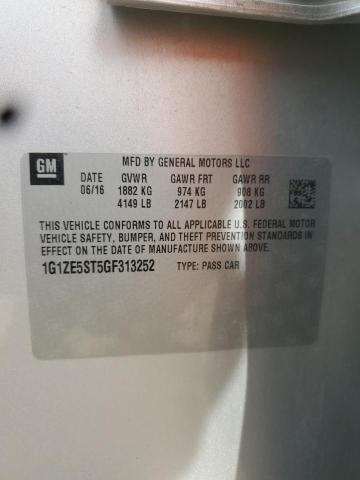 GM
MFD BY GENERAL MOTORS LLC
DATE GVWR GAWR FRT GAWR RR
06/16 1882 KG 974 KG 908 KG
4149 LB 2147 LB 2002 LB
THIS VEHICLE CONFORMS TO ALL APPLICABLE U.S. FEDERAL MOTOR
VEHICLE SAFETY, BUMPER, AND THEFT PREVENTION STANDARDS
IN EFFECT ON THE DATE OF MANUFACTURE SHOWN ABOVE.
1G1ZE5ST5GF313252 TYPE: PASS CAR